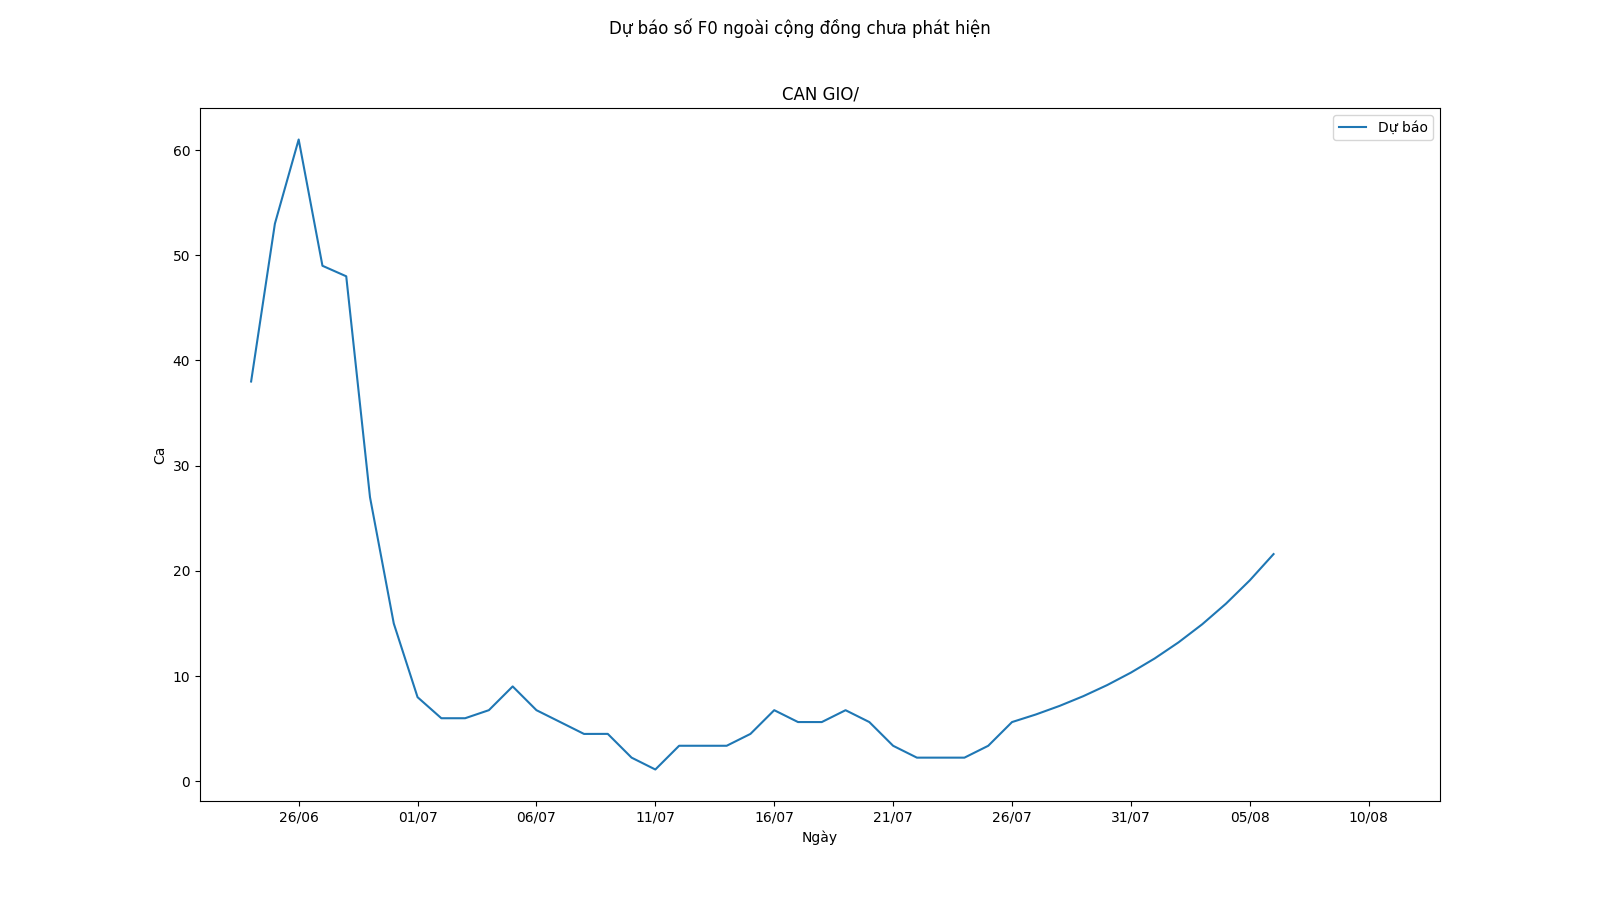 Dự báo số F0 ngoài cộng đồng chưa phát hiện
CAN GIO/
Dự báo
60
50
40
30
20
10
0
Ca
26/06 01/07 06/07 11/07 16/07 21/07 26/07 31/07 05/08 10/08
Ngày